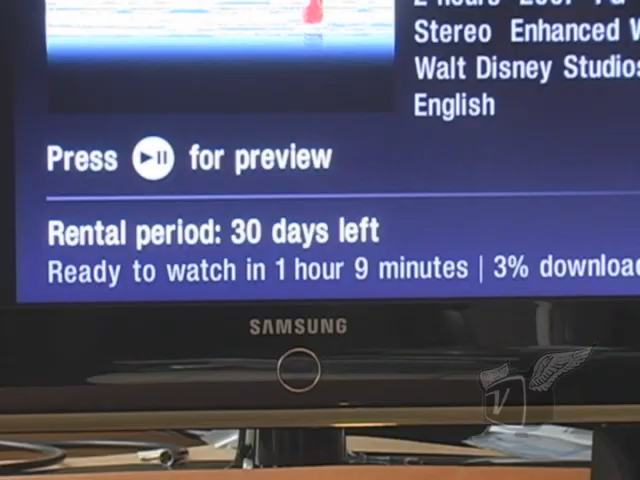 Stereo Enhanced
Walt Disney Studios
English
Press for preview
Rental period: 30 days left
Ready to watch in 1 hour 9 minutes | 3%
SAMSUNG
V